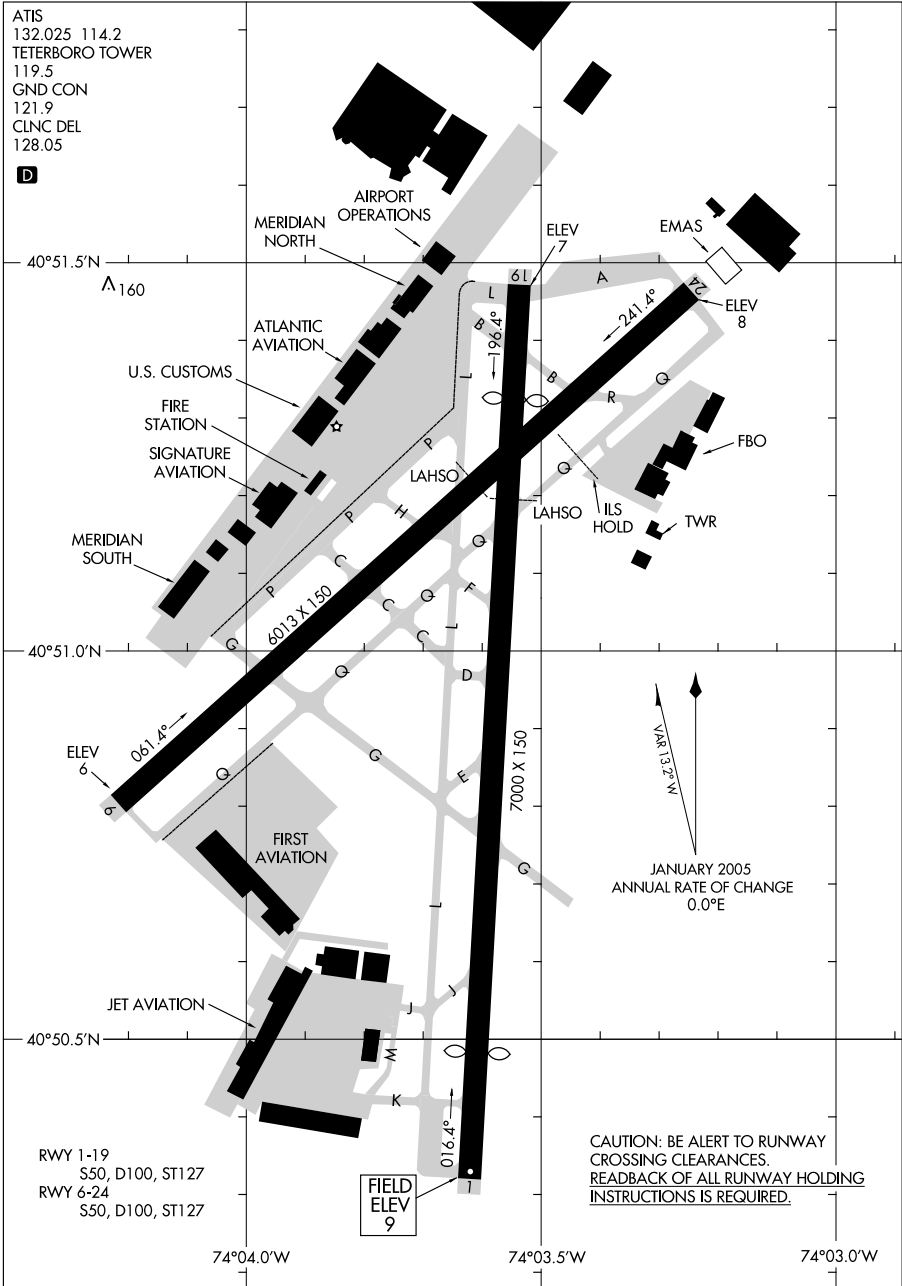 ATIS
132.025 114.2
TETERBORO TOWER
119.5
GND CON
121.9
CLNC DEL
128.05
D
AIRPORT
OPERATIONS
MERIDIAN
NORTH
ELEV
7
EMAS
40°51.5'N
160
19
L
A
24
ELEV
8
B
196.4°
241.4°
ATLANTIC
AVIATION
U.S. CUSTOMS
L
B
Q
R
FIRE
STATION
SIGNATURE
AVIATION
P
FBO
LAHSO
Q
P
H
LAHSO
ILS
HOLD
TWR
MERIDIAN
SOUTH
Q
C
P
F
C
Q
6013 X 150
L
C
G
40°51.0'N
Q
D
061.4°
VAR 13.2° W
ELEV
6
G
7000 X 150
Q
E
6
FIRST
AVIATION
G
JANUARY 2005
ANNUAL RATE OF CHANGE
0.0°E
L
J
JET AVIATION
J
40°50.5'N
M
K
016.4°
RWY 1-19
S50, D100, ST127
RWY 6-24
S50, D100, ST127
1
FIELD
ELEV
9
CAUTION: BE ALERT TO RUNWAY
CROSSING CLEARANCES.
READBACK OF ALL RUNWAY HOLDING
INSTRUCTIONS IS REQUIRED.
74°04.0'W
74°03.5'W
74°03.0'W